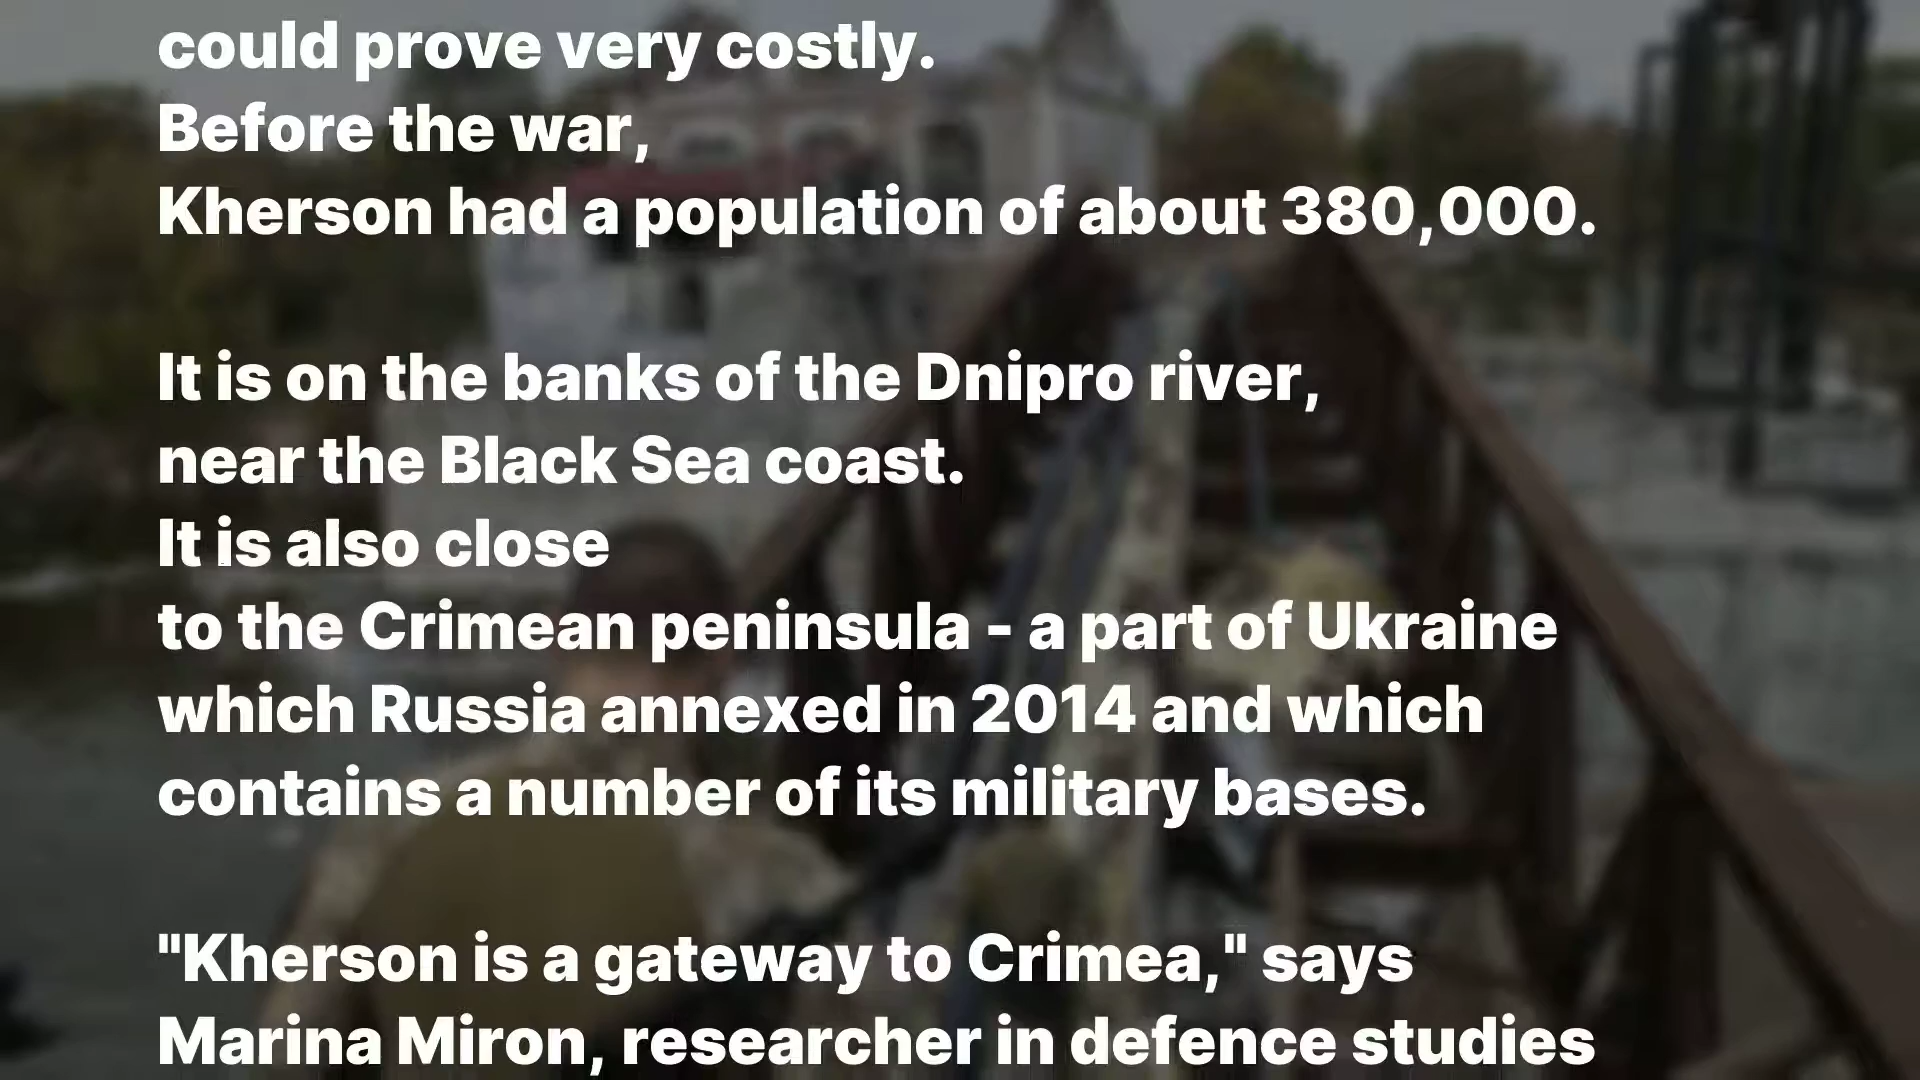 could prove very costly.
Before the war,
Kherson had a population of about 380,000.
It is on the banks of the Dnipro river,
near the Black Sea coast.
It is also close
to the Crimean peninsula - a part of Ukraine
which Russia annexed in 2014 and which
contains a number of its military bases.
"Kherson is a gateway to Crimea," says
Marina Miron, researcher in defence studies